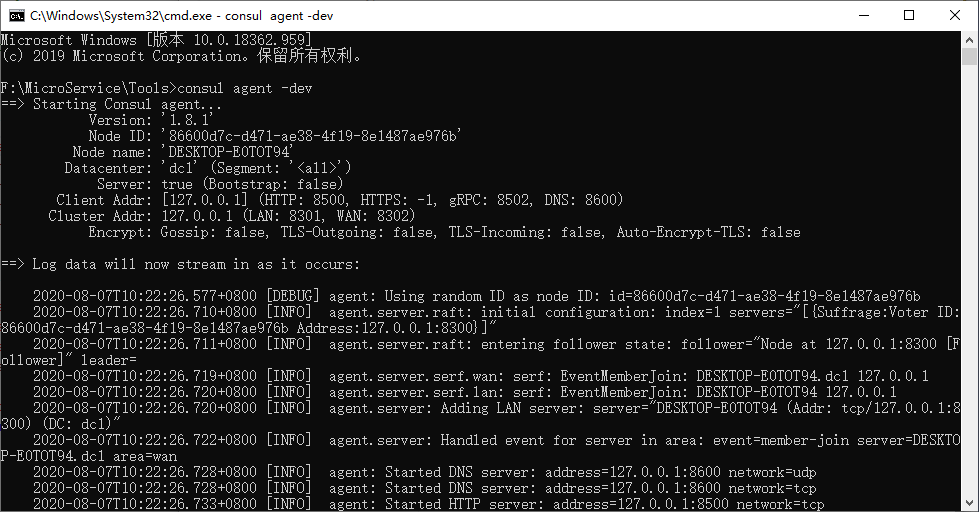 C:\Windows\System32\cmd.exe - consul agent -dev
Microsoft Windows [版本 10.0.18362.959]
(c) 2019 Microsoft Corporation。保留所有权利。
F:\MicroService\Tools>consul agent -dev
==> Starting Consul agent...
Version: '1.8.1'
Node ID: '86600d7c-d471-ae38-4f19-8e1487ae976b'
Node name: 'DESKTOP-E0TOT94'
Datacenter: 'dc1' (Segment: '<all>')
Server: true (Bootstrap: false)
Client Addr: [127.0.0.1] (HTTP: 8500, HTTPS: -1, gRPC: 8502, DNS: 8600)
Cluster Addr: 127.0.0.1 (LAN: 8301, WAN: 8302)
Encrypt: Gossip: false, TLS-Outgoing: false, TLS-Incoming: false, Auto-Encrypt-TLS: false
==> Log data will now stream in as it occurs:
2020-08-07T10:22:26.577+0800 [DEBUG] agent: Using random ID as node ID: id=86600d7c-d471-ae38-4f19-8e1487ae976b
2020-08-07T10:22:26.710+0800 [INFO]  agent.server.raft: initial configuration: index=1 servers="[{Suffrage:Voter ID:
86600d7c-d471-ae38-4f19-8e1487ae976b Address:127.0.0.1:8300}]"
2020-08-07T10:22:26.711+0800 [INFO]  agent.server.raft: entering follower state: follower="Node at 127.0.0.1:8300 [F
ollower]" leader=
2020-08-07T10:22:26.719+0800 [INFO]  agent.server.serf.wan: serf: EventMemberJoin: DESKTOP-E0TOT94.dc1 127.0.0.1
2020-08-07T10:22:26.720+0800 [INFO]  agent.server.serf.lan: serf: EventMemberJoin: DESKTOP-E0TOT94 127.0.0.1
2020-08-07T10:22:26.720+0800 [INFO]  agent.server: Adding LAN server: server="DESKTOP-E0TOT94 (Addr: tcp/127.0.0.1:8
300) (DC: dc1)"
2020-08-07T10:22:26.722+0800 [INFO]  agent.server: Handled event for server in area: event=member-join server=DESKTO
P-E0TOT94.dc1 area=wan
2020-08-07T10:22:26.728+0800 [INFO]  agent: Started DNS server: address=127.0.0.1:8600 network=udp
2020-08-07T10:22:26.728+0800 [INFO]  agent: Started DNS server: address=127.0.0.1:8600 network=tcp
2020-08-07T10:22:26.733+0800 [INFO]  agent: Started HTTP server: address=127.0.0.1:8500 network=tcp